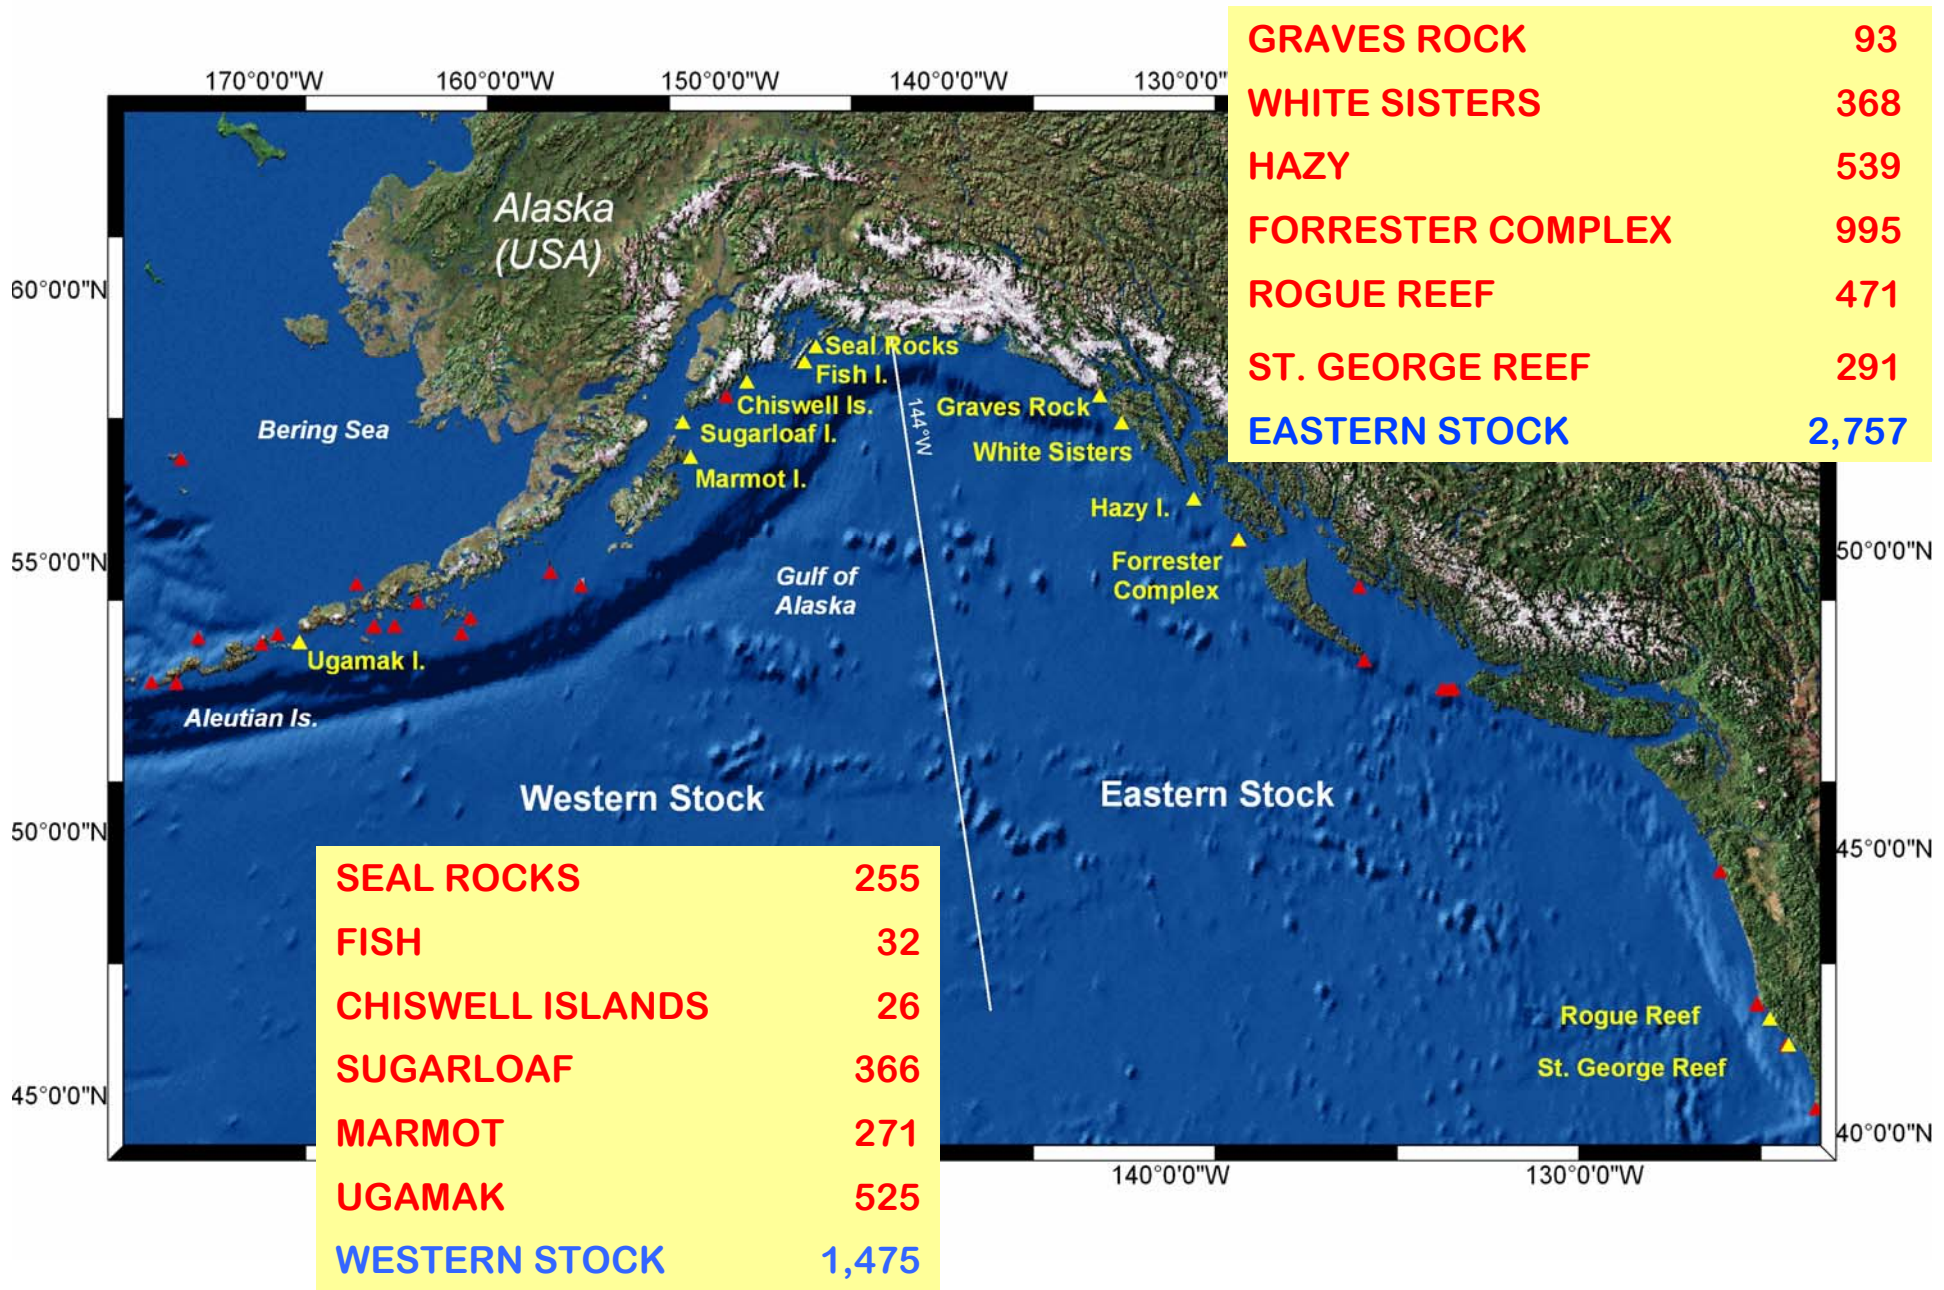 GRAVES ROCK 93
WHITE SISTERS 368
HAZY 539
FORRESTER COMPLEX 995
ROGUE REEF 471
ST. GEORGE REEF 291
EASTERN STOCK 2,757
170°0'0"W 160°0'0"W 150°0'0"W 140°0'0"W 130°0'0"
Alaska
(USA)
60°0'0"N
Seal Rocks
Fish I.
Chiswell Is.
Sugarloaf I.
Marmot I.
144°W
Graves Rock
White Sisters
Hazy I.
Forrester
Complex
Bering Sea
55°0'0"N
50°0'0"N
Gulf of
Alaska
Ugamak I.
Aleutian Is.
Western Stock
Eastern Stock
50°0'0"N
45°0'0"N
Rogue Reef
St. George Reef
45°0'0"N
40°0'0"N
140°0'0"W 130°0'0"W
SEAL ROCKS 255
FISH 32
CHISWELL ISLANDS 26
SUGARLOAF 366
MARMOT 271
UGAMAK 525
WESTERN STOCK 1,475